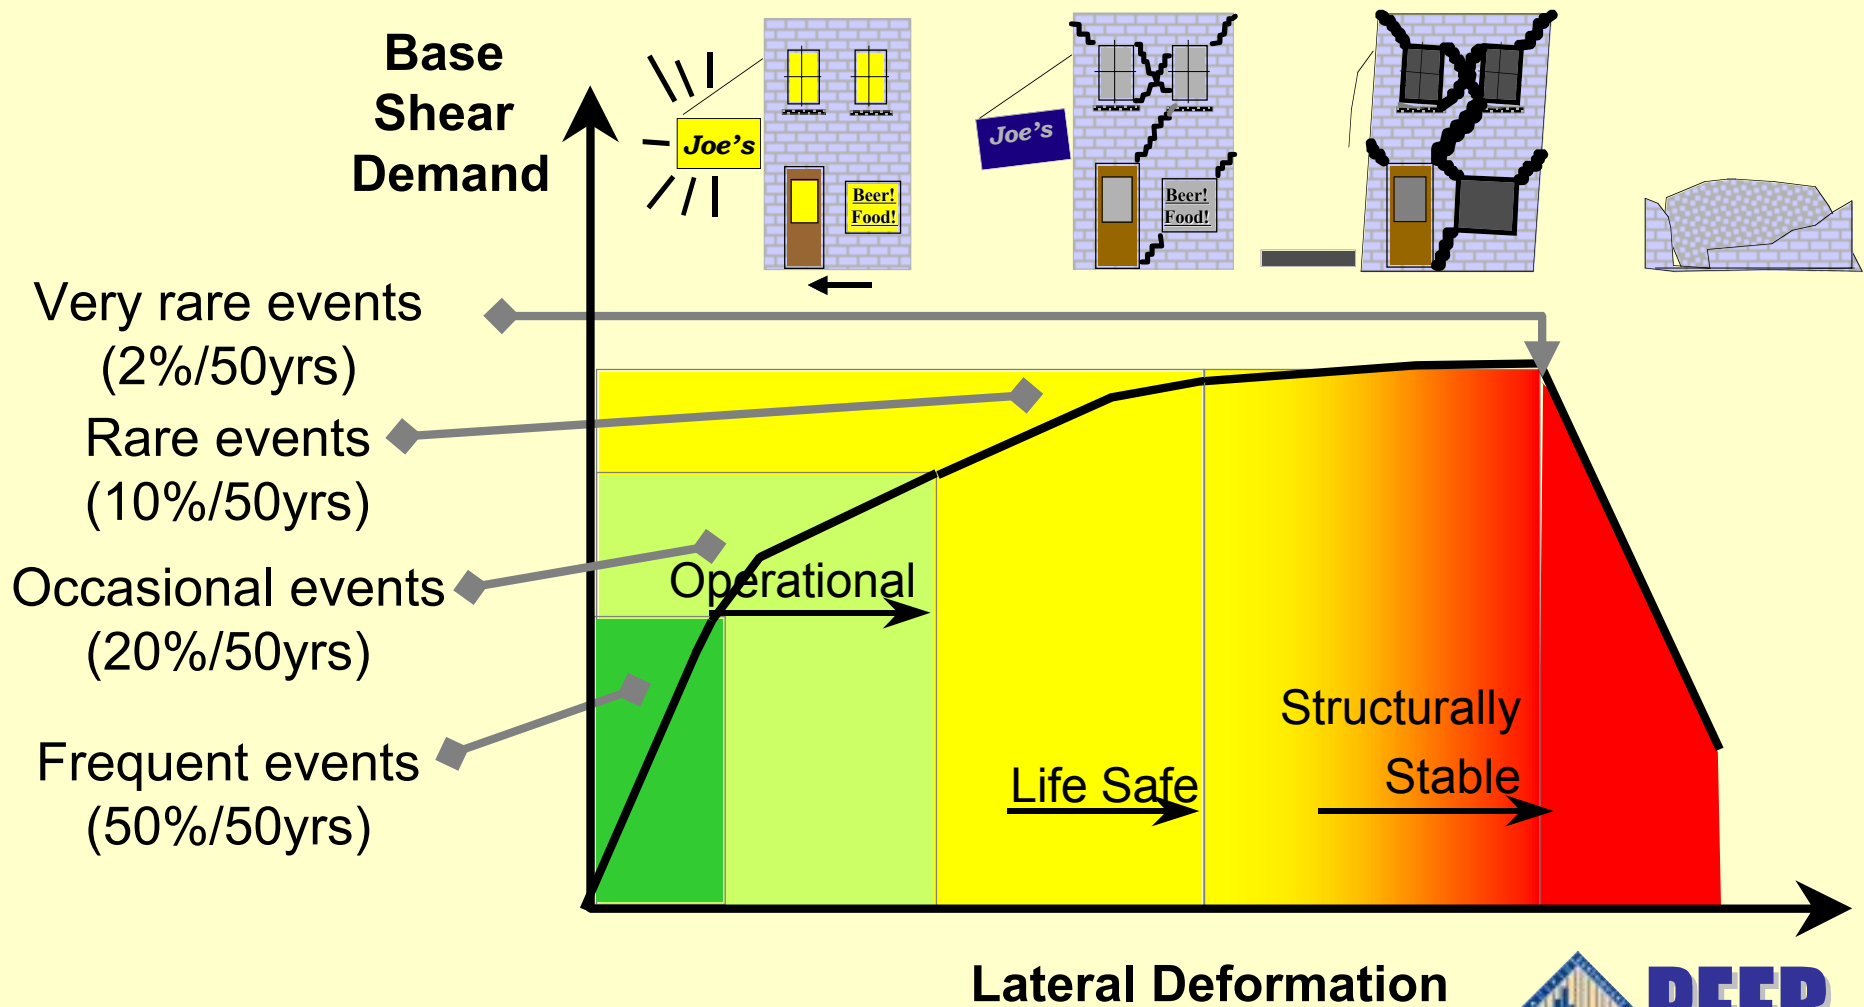 Base
Shear
Demand
Joe's
Beer!
Food!
Joe's
Beer!
Food!
Very rare events
(2%/50yrs)
Rare events
(10%/50yrs)
Occasional events
(20%/50yrs)
Frequent events
(50%/50yrs)
Operational
Structurally
Stable
Life Safe
Lateral Deformation
PEER